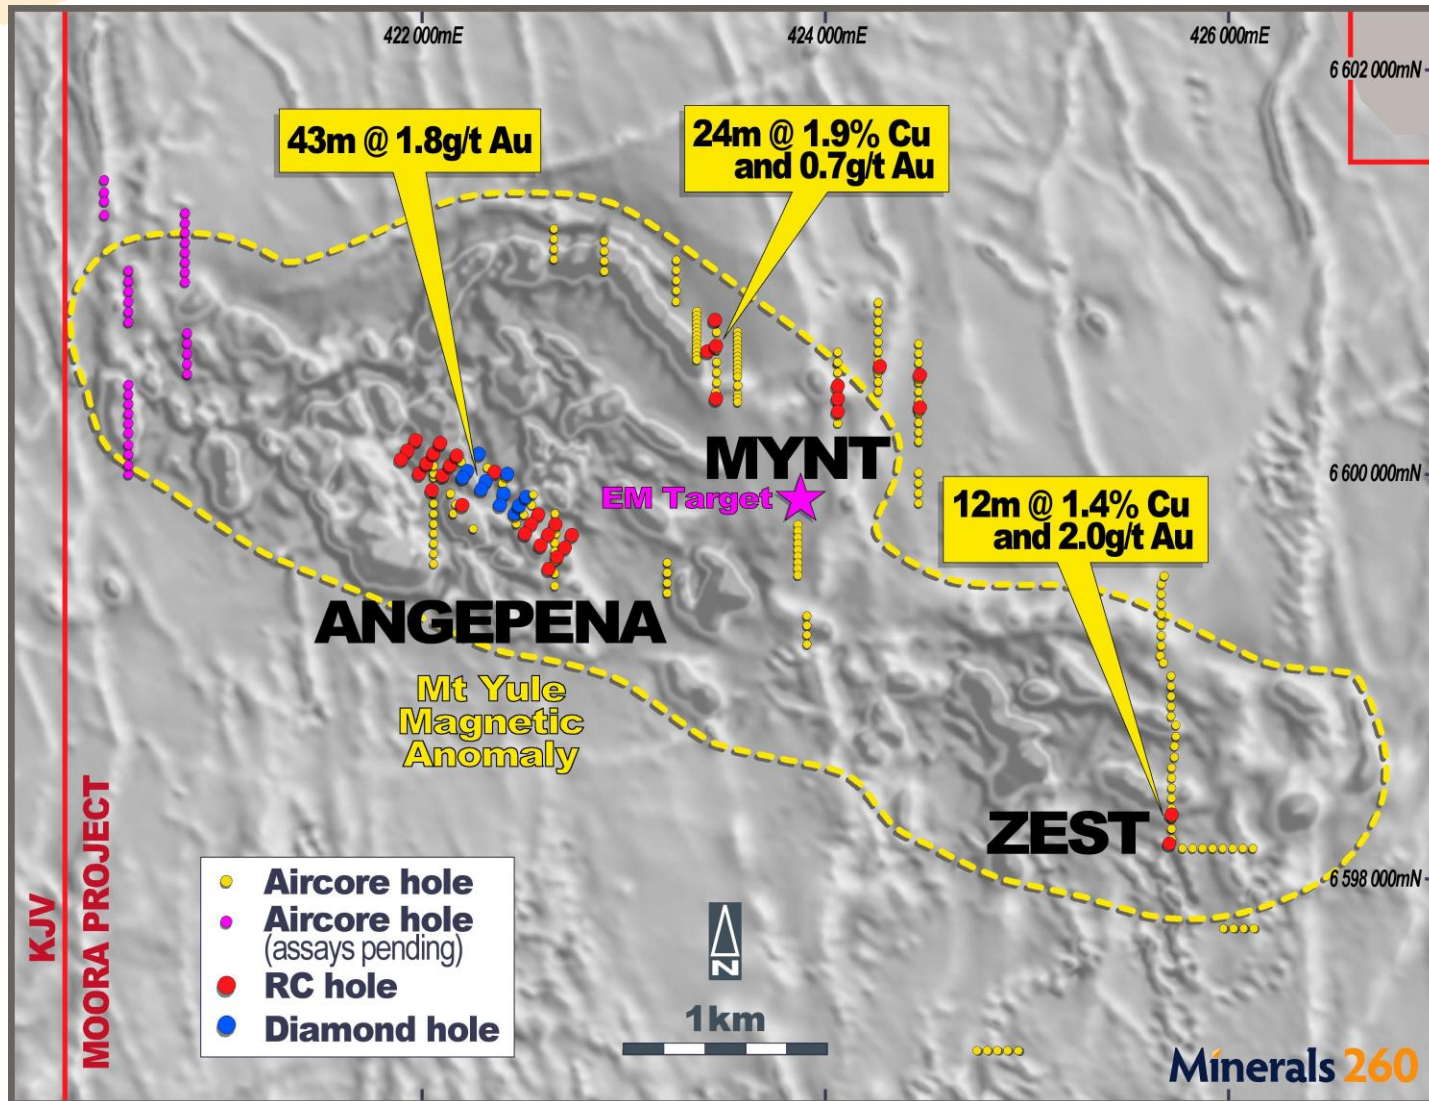 422 000mE
424 000mE
426 000mE
6 602 000mN
43m @ 1.8g/t Au
24m @ 1.9% Cu
and 0.7g/t Au
MYNT
EM Target
6 600 000mN
12m @ 1.4% Cu
and 2.0g/t Au
ANGEPENA
Mt Yule
Magnetic
Anomaly
ZEST
6 598 000mN
KJV
MOORA PROJECT
Aircore hole
Aircore hole
(assays pending)
RC hole
Diamond hole
N
1km
Minerals 260